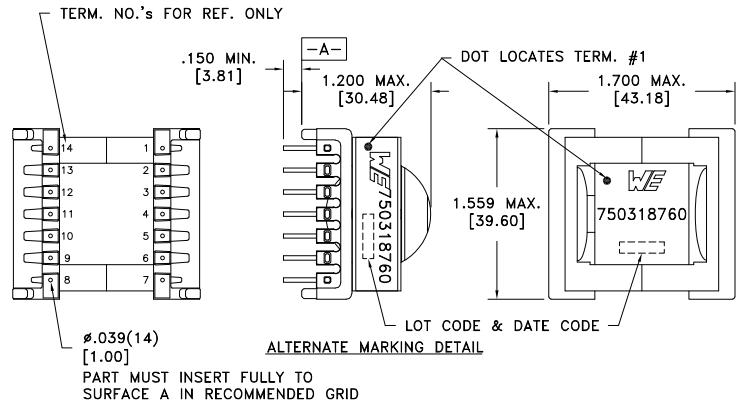 TERM. NO.'s FOR REF. ONLY
-A-
.150 MIN.
[3.81]
1.200 MAX.
[30.48]
DOT LOCATES TERM. #1
1.700 MAX.
[43.18]
14 1
13 2
12 3
11 4
10 5
9 6
8 7
WE 750318760
1.559 MAX.
[39.60]
WE
750318760
LOT CODE & DATE CODE
ALTERNATE MARKING DETAIL
ø.039(14)
[1.00]
PART MUST INSERT FULLY TO
SURFACE A IN RECOMMENDED GRID